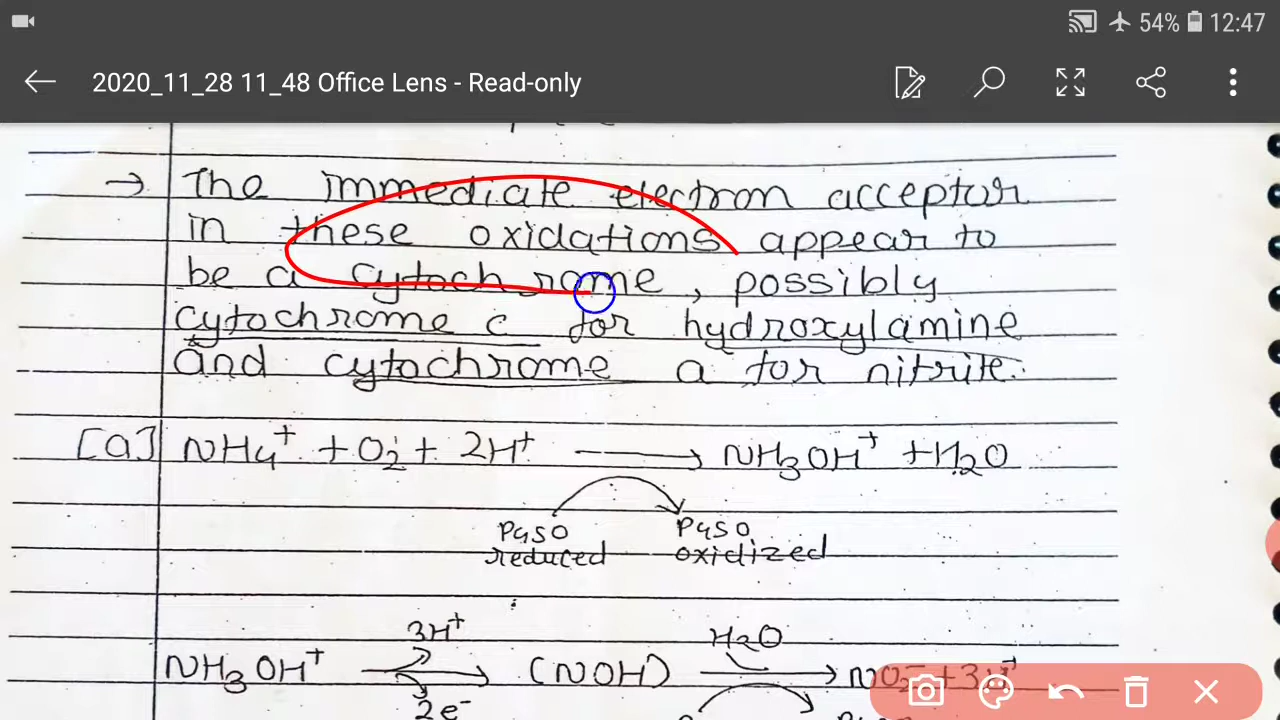 54% 12:47
2020_11_28 11_48 Office Lens - Read-only
→ The immediate electron acceptor
in these oxidations appear to
be a cytochrome, possibly
cytochrome c for hydroxylamine
and cytochrome a for nitrite.
[a] NH4+ + O2 + 2H+ → NH3OH+ + H2O
P450 P450
reduced oxidized
3H+ H2O
NH3OH+ → (NOH) → NO2- + 3H+
2e-